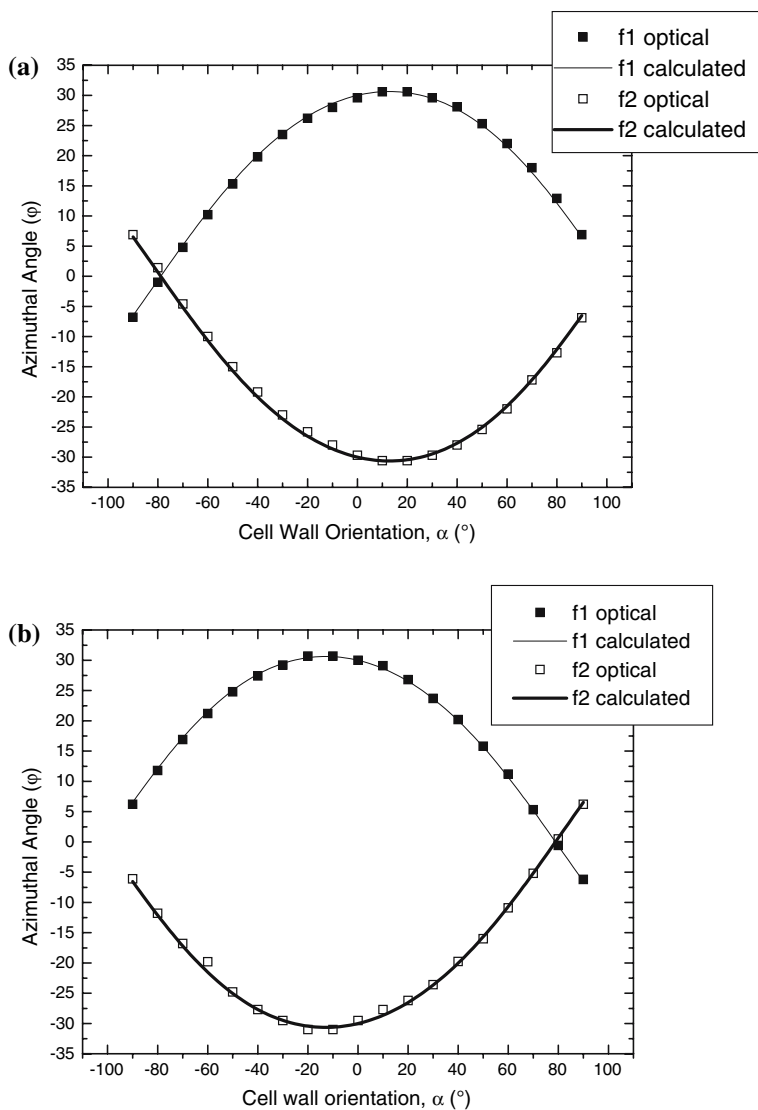 (a)
f1 optical
f1 calculated
f2 optical
f2 calculated
35
30
25
20
15
10
5
0
-5
-10
-15
-20
-25
-30
-35
Azimuthal Angle (φ)
-100 -80 -60 -40 -20 0 20 40 60 80 100
Cell Wall Orientation, α (°)
(b)
f1 optical
f1 calculated
f2 optical
f2 calculated
35
30
25
20
15
10
5
0
-5
-10
-15
-20
-25
-30
-35
Azimuthal Angle (φ)
-100 -80 -60 -40 -20 0 20 40 60 80 100
Cell wall orientation, α (°)